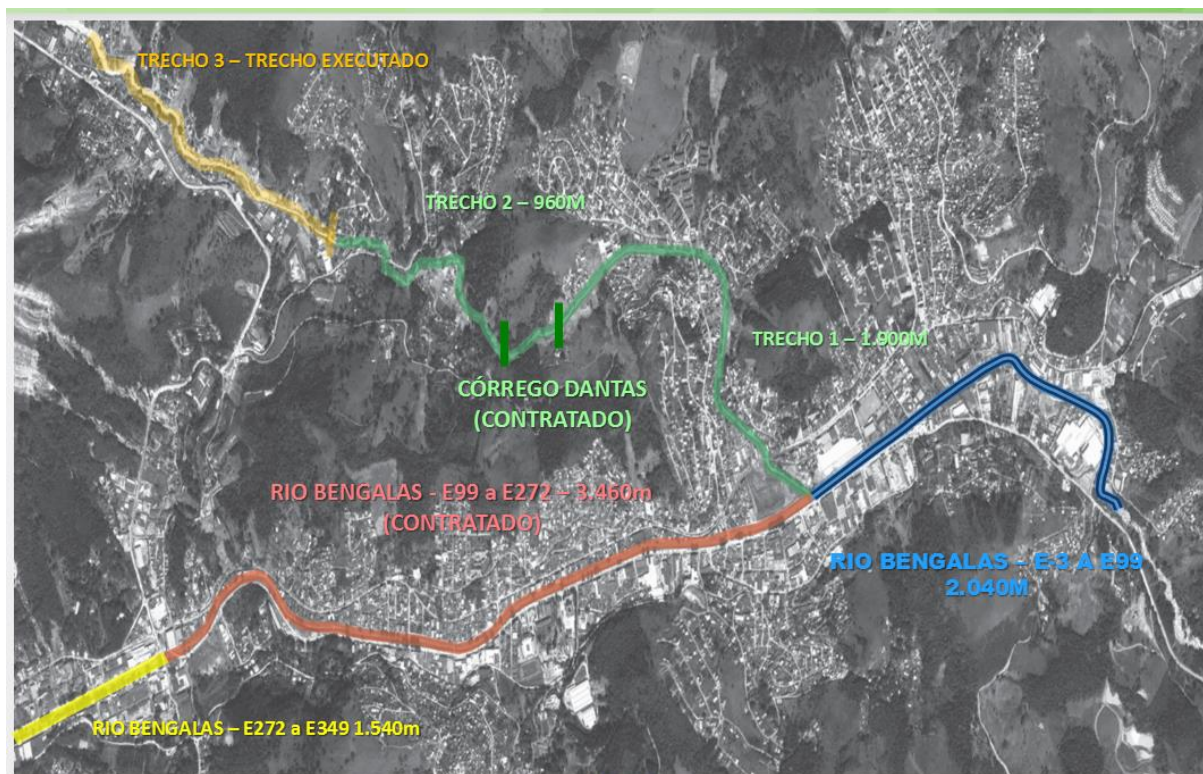 TRECHO 3 – TRECHO EXECUTADO
TRECHO 2 – 960M
TRECHO 1 – 1.900M
CÓRREGO DANTAS
(CONTRATADO)
RIO BENGALAS - E99 a E272 – 3.460m
(CONTRATADO)
RIO BENGALAS – E-3 A E99
2.040M
RIO BENGALAS – E272 a E349 1.540m